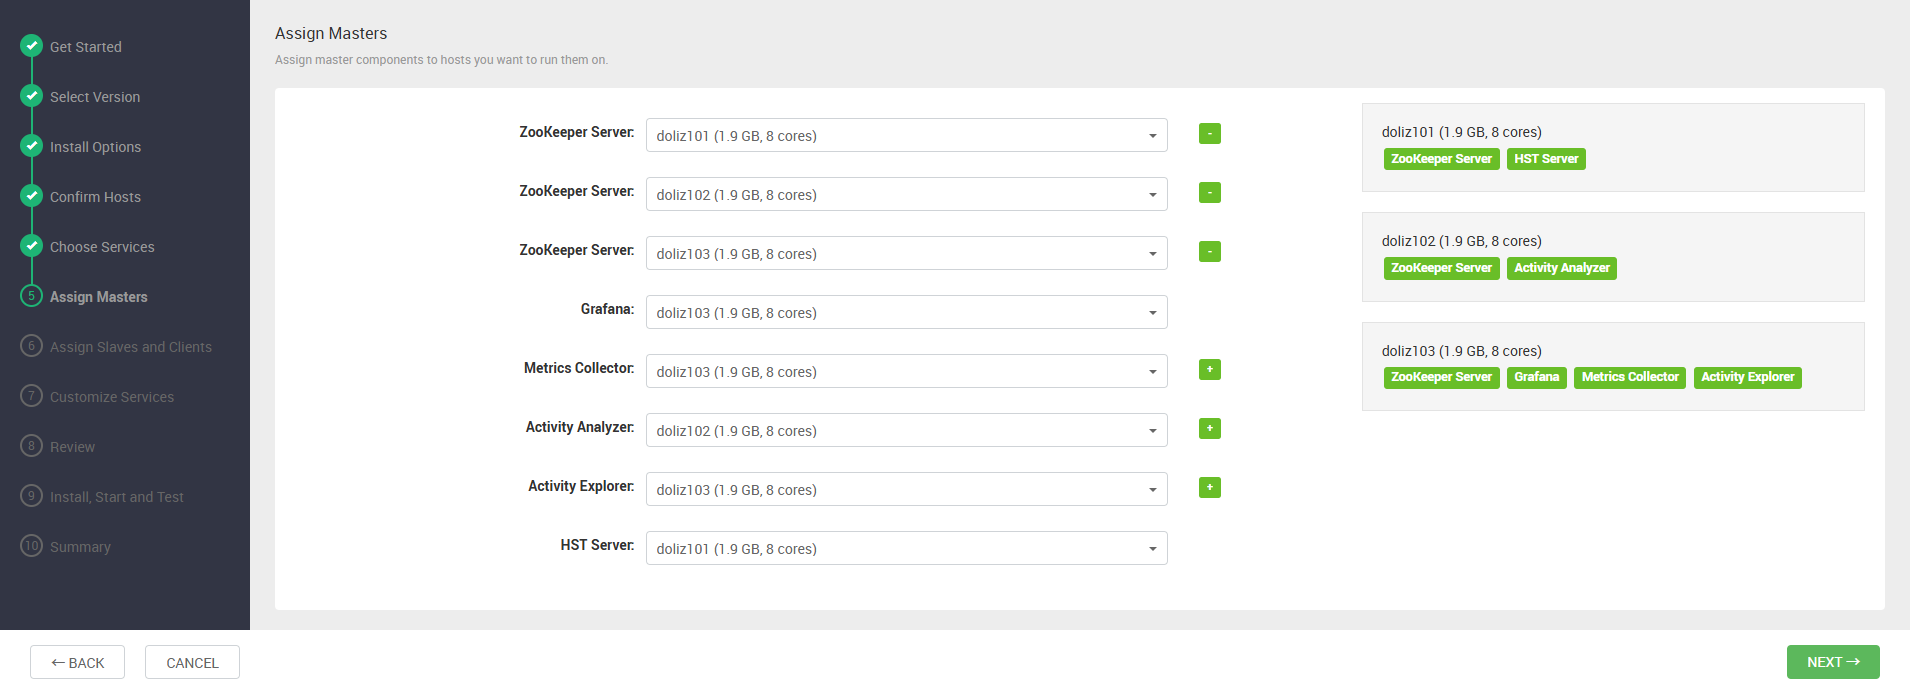 Get Started
Select Version
Install Options
Confirm Hosts
Choose Services
5 Assign Masters
6 Assign Slaves and Clients
7 Customize Services
8 Review
9 Install, Start and Test
10 Summary
Assign Masters
Assign master components to hosts you want to run them on.
ZooKeeper Server: doliz101 (1.9 GB, 8 cores) -
ZooKeeper Server: doliz102 (1.9 GB, 8 cores) -
ZooKeeper Server: doliz103 (1.9 GB, 8 cores) -
Grafana: doliz103 (1.9 GB, 8 cores)
Metrics Collector: doliz103 (1.9 GB, 8 cores) +
Activity Analyzer: doliz102 (1.9 GB, 8 cores) +
Activity Explorer: doliz103 (1.9 GB, 8 cores) +
HST Server: doliz101 (1.9 GB, 8 cores)
doliz101 (1.9 GB, 8 cores)
ZooKeeper Server HST Server
doliz102 (1.9 GB, 8 cores)
ZooKeeper Server Activity Analyzer
doliz103 (1.9 GB, 8 cores)
ZooKeeper Server Grafana Metrics Collector Activity Explorer
← BACK CANCEL NEXT →